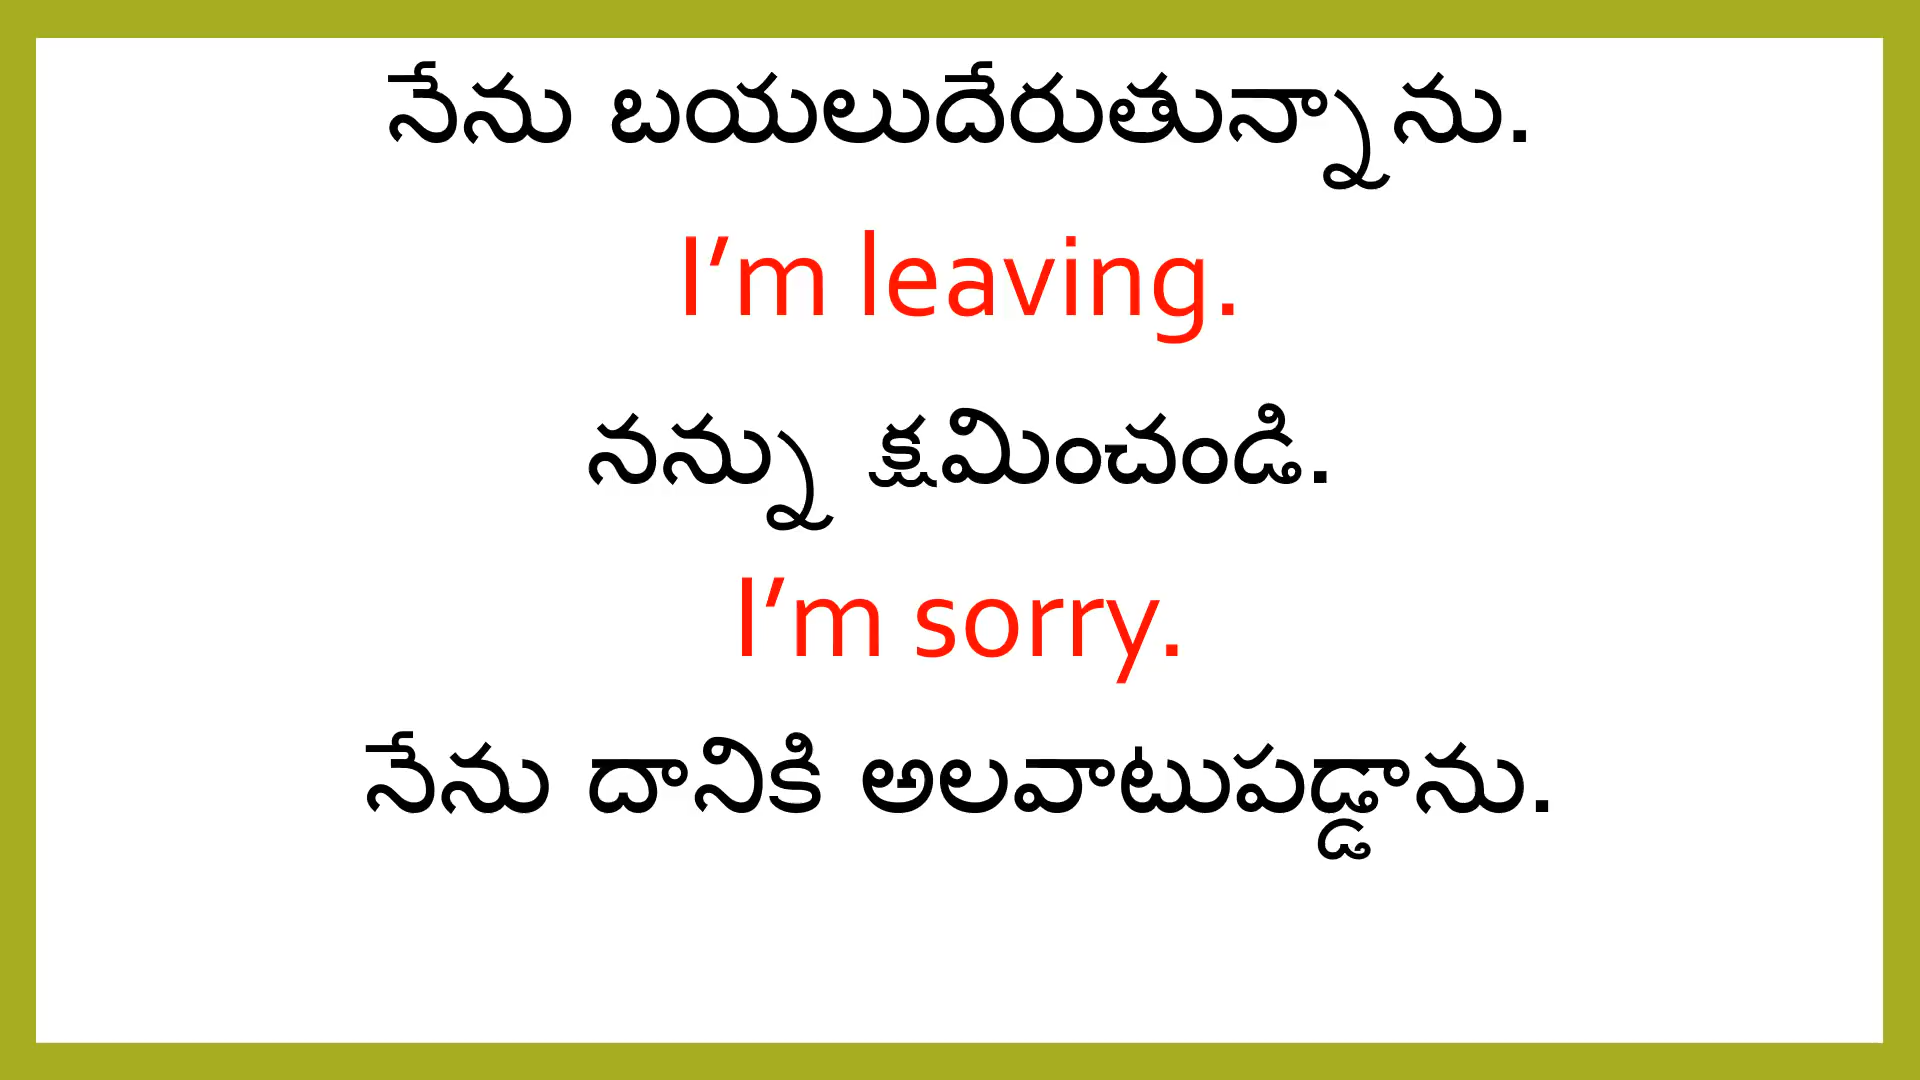 నేను బయలుదేరుతున్నాను.
I’m leaving.
నన్ను క్షమించండి.
I’m sorry.
నేను దానికి అలవాటుపడ్డాను.